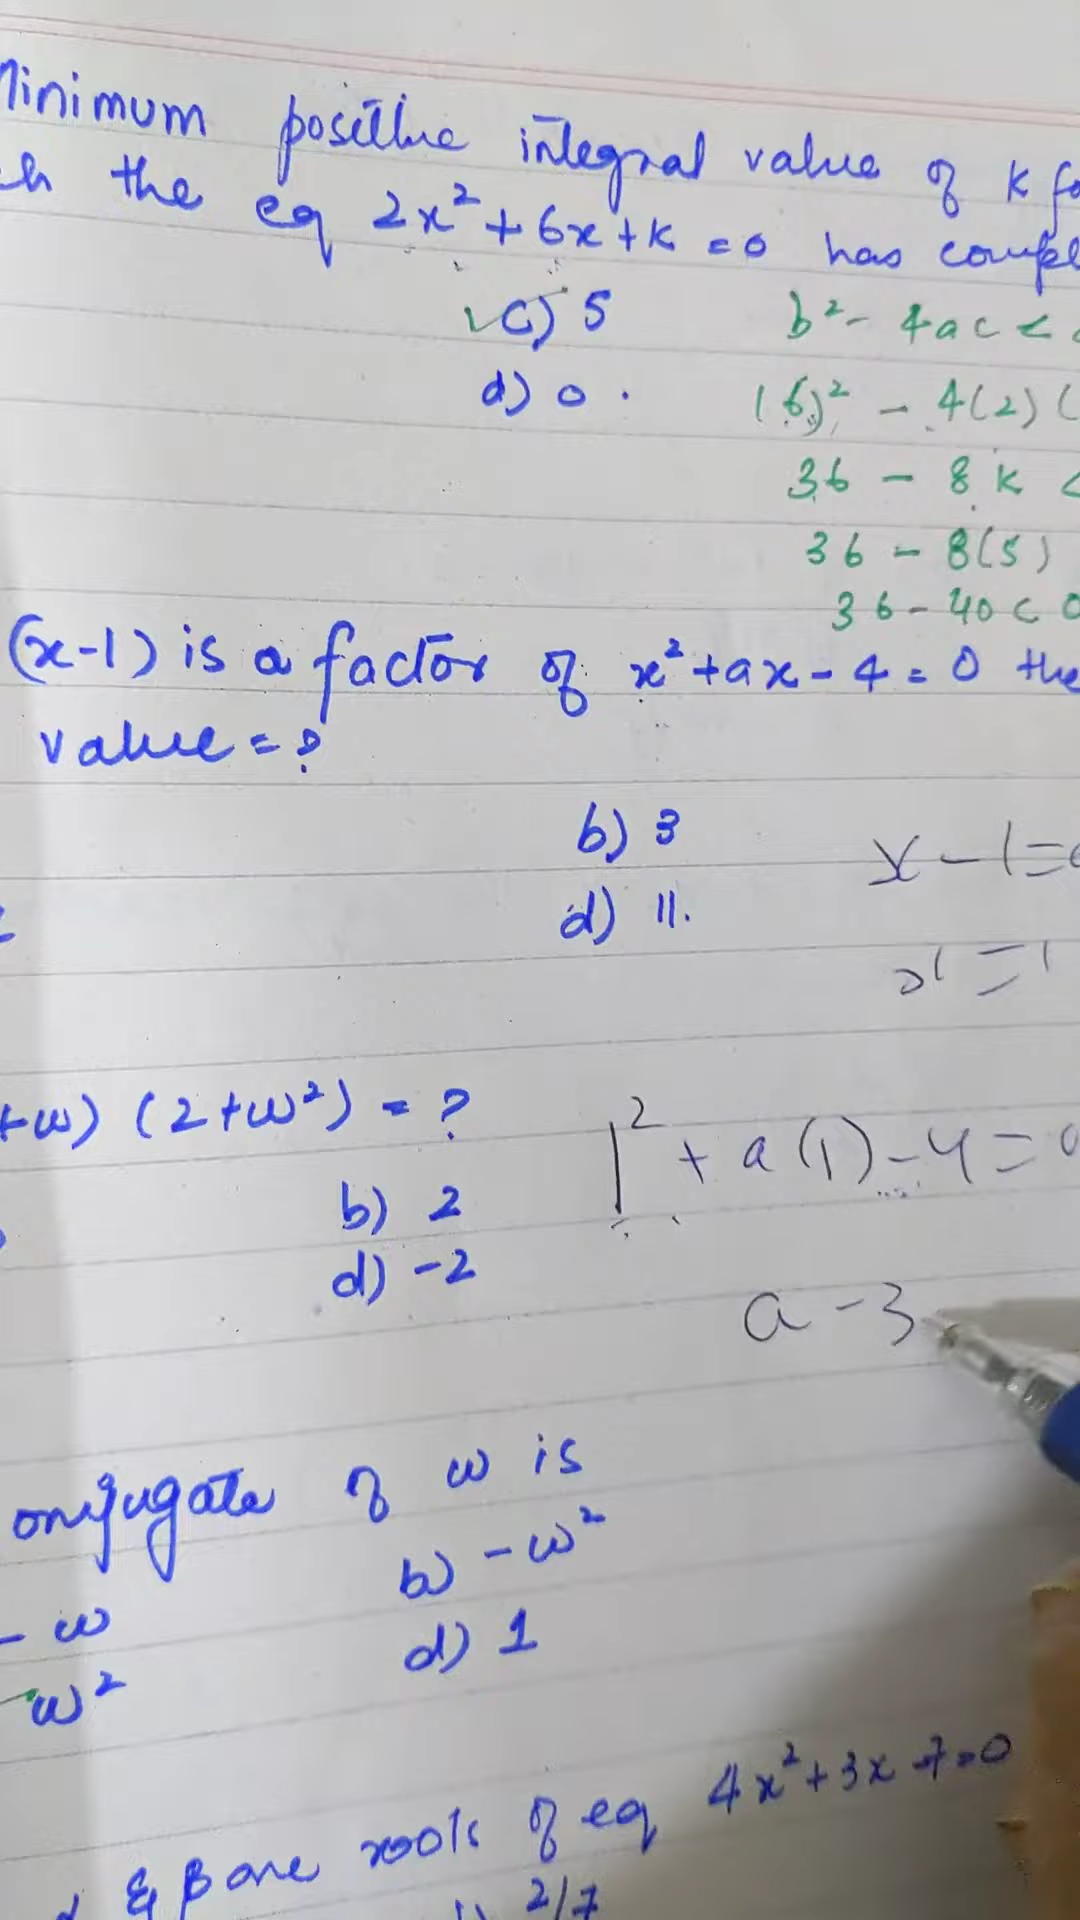 Minimum positive integral value of K fo
ch the eq 2x² + 6x + k = 0 has compl
c) 5
d) 0.
b² - 4ac <
(6)² - 4(2)(
36 - 8k <
36 - 8(5)
36 - 40 < 0
(x-1) is a factor of x² + ax - 4 = 0 the
value = ?
b) 3
d) 11.
x - 1 = 0
x = 1
+ω) (2+ω²) = ?
b) 2
d) -2
1² + a(1) - 4 = 0
a - 3
onjugate of ω is
- ω
b) -ω²
ω²
d) 1
& β are roots of eq 4x² + 3x - 7 = 0
2/7